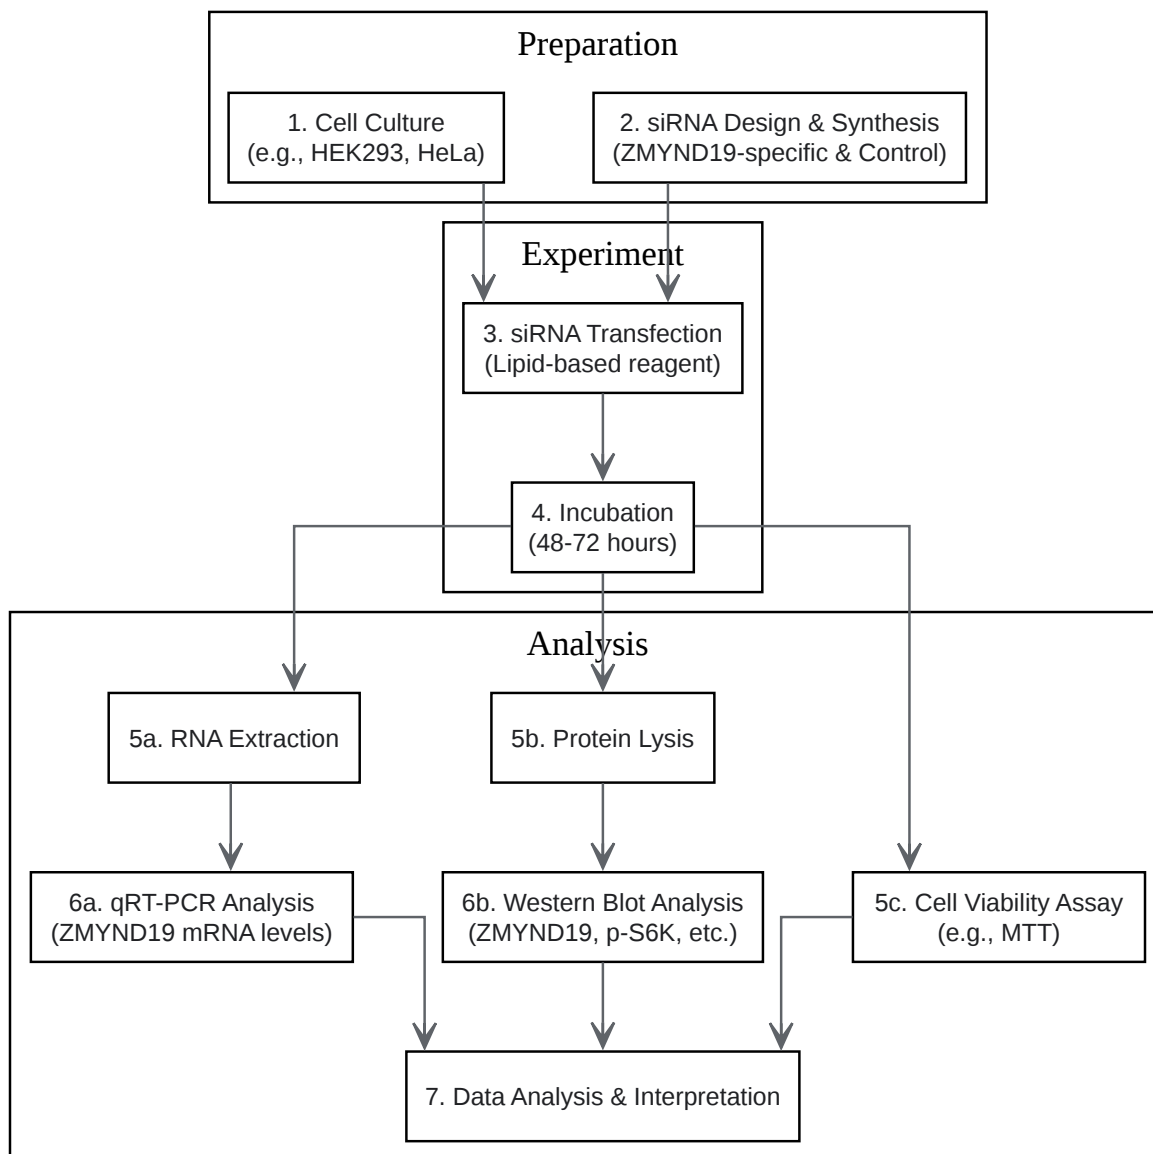 Preparation
1. Cell Culture
(e.g., HEK293, HeLa)
2. siRNA Design & Synthesis
(ZMYND19-specific & Control)
Experiment
3. siRNA Transfection
(Lipid-based reagent)
4. Incubation
(48-72 hours)
Analysis
5a. RNA Extraction
5b. Protein Lysis
6a. qRT-PCR Analysis
(ZMYND19 mRNA levels)
6b. Western Blot Analysis
(ZMYND19, p-S6K, etc.)
5c. Cell Viability Assay
(e.g., MTT)
7. Data Analysis & Interpretation